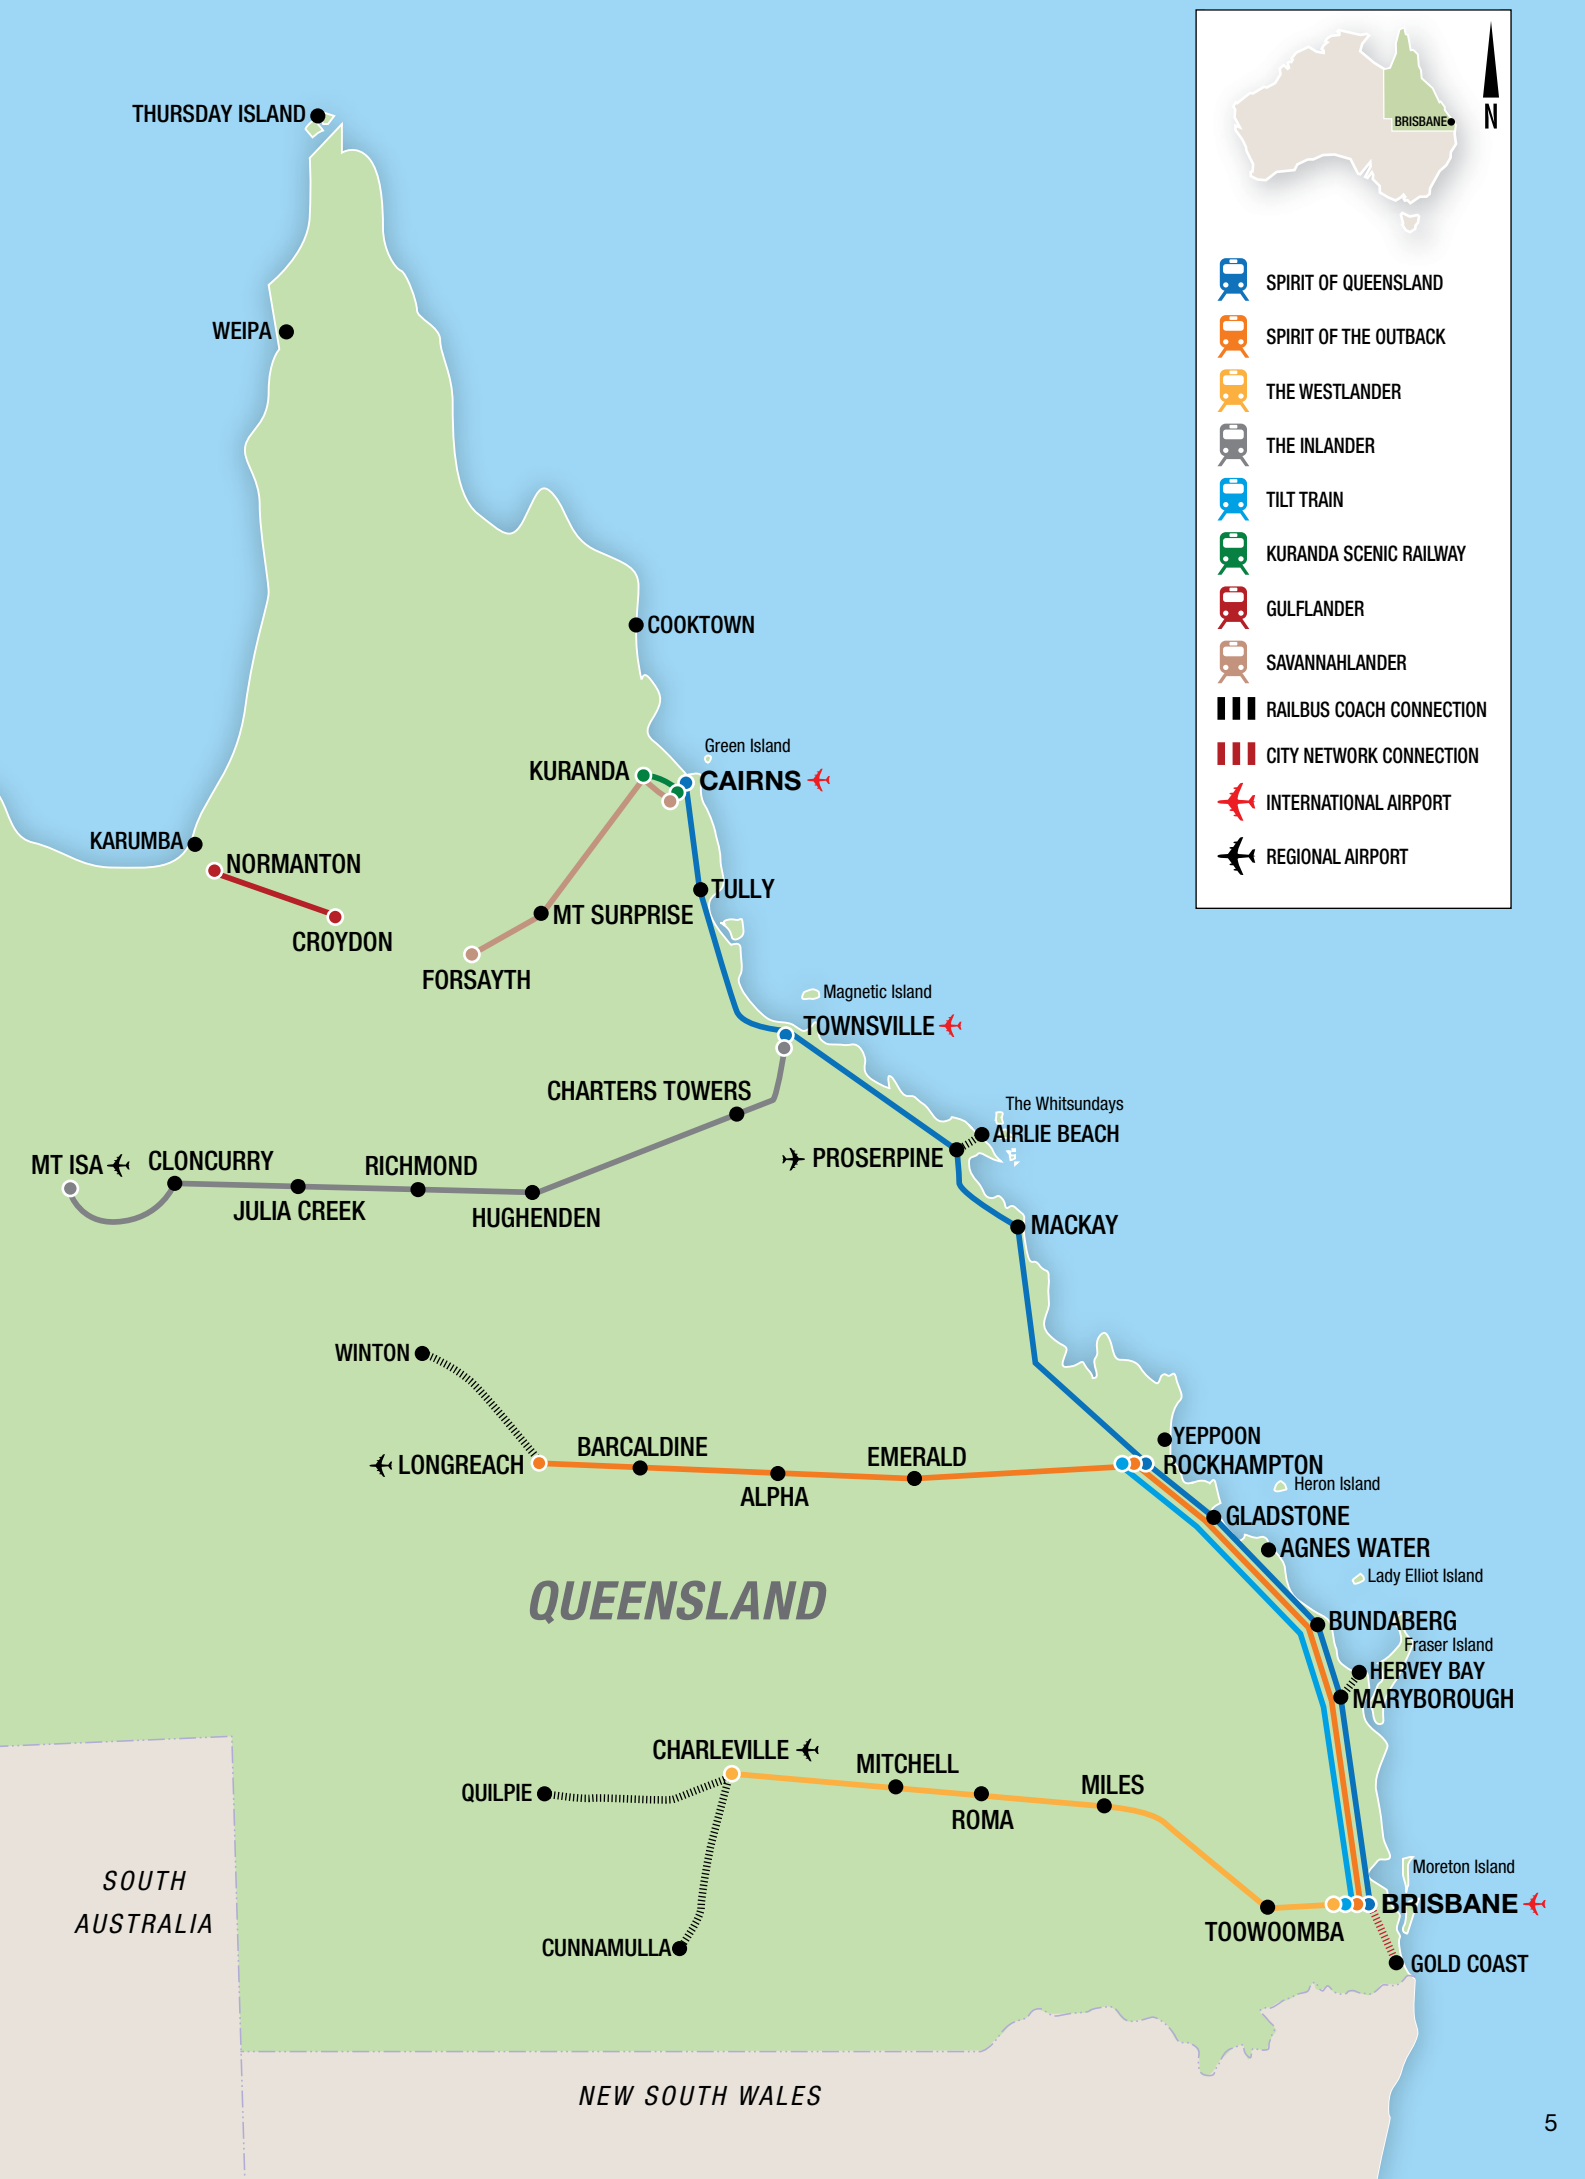 BRISBANE
N
SPIRIT OF QUEENSLAND
SPIRIT OF THE OUTBACK
THE WESTLANDER
THE INLANDER
TILT TRAIN
KURANDA SCENIC RAILWAY
GULFLANDER
SAVANNAHLANDER
RAILBUS COACH CONNECTION
CITY NETWORK CONNECTION
INTERNATIONAL AIRPORT
REGIONAL AIRPORT
THURSDAY ISLAND
WEIPA
COOKTOWN
Green Island
KURANDA
CAIRNS
KARUMBA
NORMANTON
TULLY
MT SURPRISE
CROYDON
FORSAYTH
Magnetic Island
TOWNSVILLE
CHARTERS TOWERS
The Whitsundays
AIRLIE BEACH
PROSERPINE
MT ISA
CLONCURRY
RICHMOND
JULIA CREEK
HUGHENDEN
MACKAY
WINTON
YEPPOON
BARCALDINE
EMERALD
LONGREACH
ROCKHAMPTON
Heron Island
ALPHA
GLADSTONE
AGNES WATER
Lady Elliot Island
QUEENSLAND
BUNDABERG
Fraser Island
HERVEY BAY
MARYBOROUGH
CHARLEVILLE
MITCHELL
MILES
QUILPIE
ROMA
Moreton Island
SOUTH
AUSTRALIA
BRISBANE
TOOWOOMBA
CUNNAMULLA
GOLD COAST
NEW SOUTH WALES
5